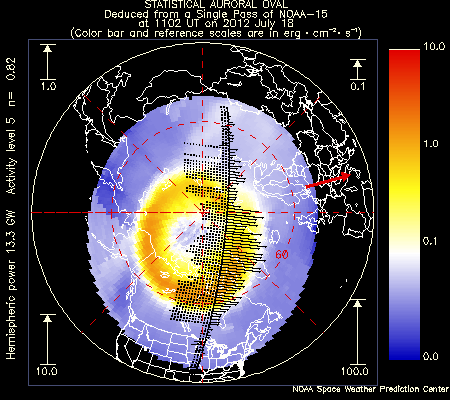 STATISTICAL AURORAL OVAL
Deduced from a Single Pass of NOAA-15
at 1102 UT on 2012 July 18
(Color bar and reference scales are in erg · cm⁻² · s⁻¹)
Hemispheric power 13.3 GW Activity level 5 n= 0.82
1.0
0.1
10.0
100.0
60
10.0
1.0
0.1
0.0
NOAA Space Weather Prediction Center